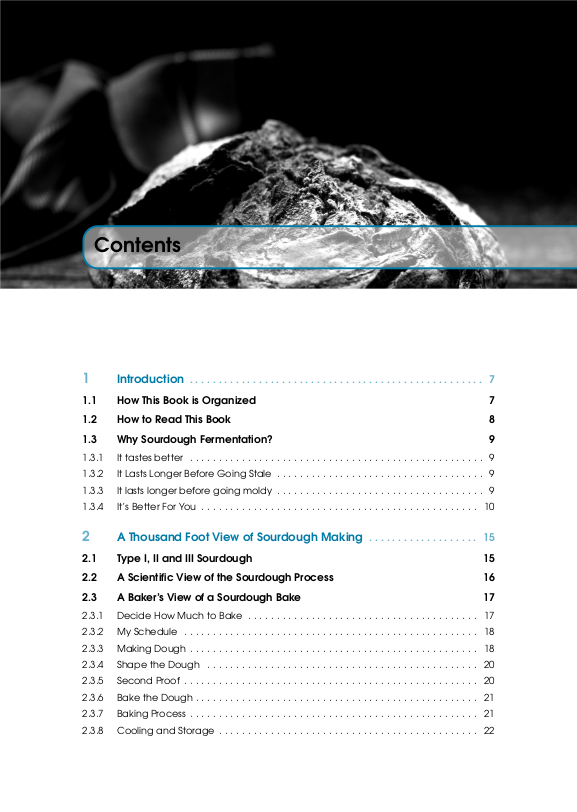 Contents
1 Introduction . . . . . . . . . . . . . . . . . . . . . . . . . . . . . . . . . . . . . . . . . . . . . . . . . . . 7
1.1 How This Book is Organized 7
1.2 How to Read This Book 8
1.3 Why Sourdough Fermentation? 9
1.3.1 It tastes better . . . . . . . . . . . . . . . . . . . . . . . . . . . . . . . . . . . . . . . . . . . . . . 9
1.3.2 It Lasts Longer Before Going Stale . . . . . . . . . . . . . . . . . . . . . . . . . . . . . . . . 9
1.3.3 It lasts longer before going moldy . . . . . . . . . . . . . . . . . . . . . . . . . . . . . . . . 9
1.3.4 It's Better For You . . . . . . . . . . . . . . . . . . . . . . . . . . . . . . . . . . . . . . . . . . . 10
2 A Thousand Foot View of Sourdough Making . . . . . . . . . . . . . . . . . . . 15
2.1 Type I, II and III Sourdough 15
2.2 A Scientific View of the Sourdough Process 16
2.3 A Baker's View of a Sourdough Bake 17
2.3.1 Decide How Much to Bake . . . . . . . . . . . . . . . . . . . . . . . . . . . . . . . . . . . . 17
2.3.2 My Schedule . . . . . . . . . . . . . . . . . . . . . . . . . . . . . . . . . . . . . . . . . . . . . . 18
2.3.3 Making Dough . . . . . . . . . . . . . . . . . . . . . . . . . . . . . . . . . . . . . . . . . . . . . 18
2.3.4 Shape the Dough . . . . . . . . . . . . . . . . . . . . . . . . . . . . . . . . . . . . . . . . . . 20
2.3.5 Second Proof . . . . . . . . . . . . . . . . . . . . . . . . . . . . . . . . . . . . . . . . . . . . . . 20
2.3.6 Bake the Dough . . . . . . . . . . . . . . . . . . . . . . . . . . . . . . . . . . . . . . . . . . . . 21
2.3.7 Baking Process . . . . . . . . . . . . . . . . . . . . . . . . . . . . . . . . . . . . . . . . . . . . . 21
2.3.8 Cooling and Storage . . . . . . . . . . . . . . . . . . . . . . . . . . . . . . . . . . . . . . . . 22